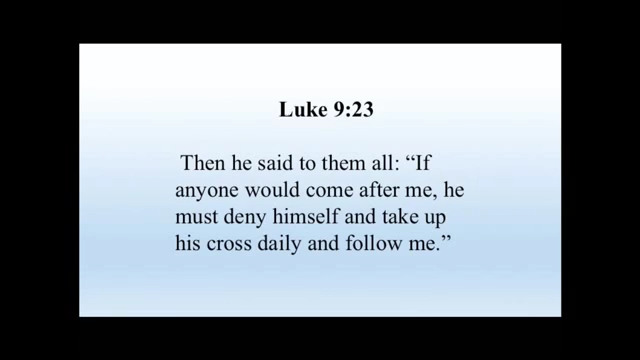 Luke 9:23
Then he said to them all: “If
anyone would come after me, he
must deny himself and take up
his cross daily and follow me.”